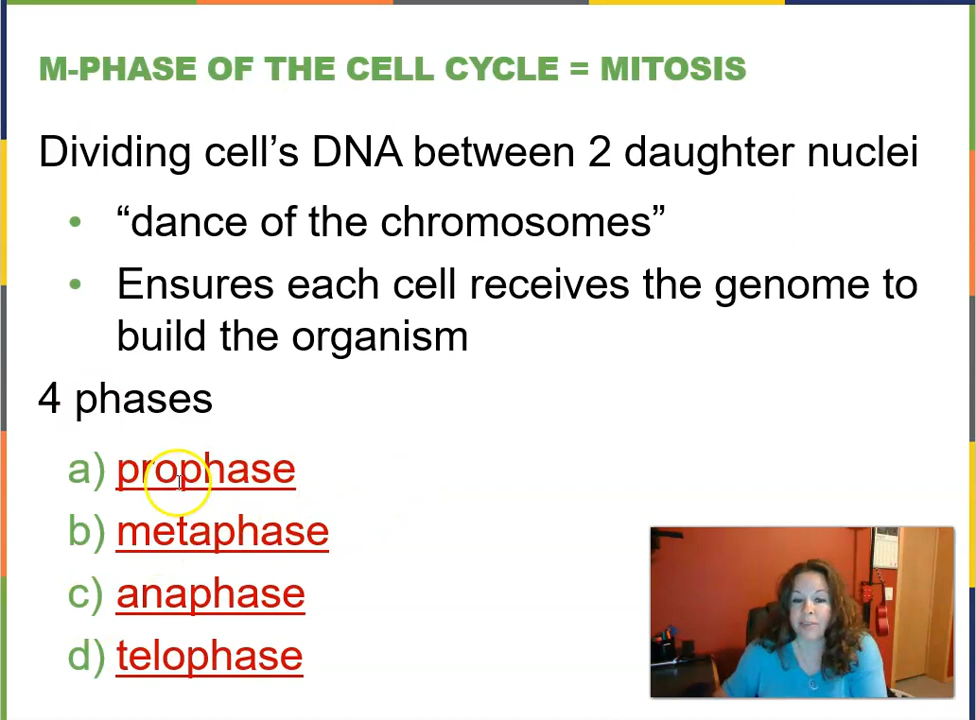 M-PHASE OF THE CELL CYCLE = MITOSIS
Dividing cell’s DNA between 2 daughter nuclei
• “dance of the chromosomes”
• Ensures each cell receives the genome to
build the organism
4 phases
a) prophase
b) metaphase
c) anaphase
d) telophase